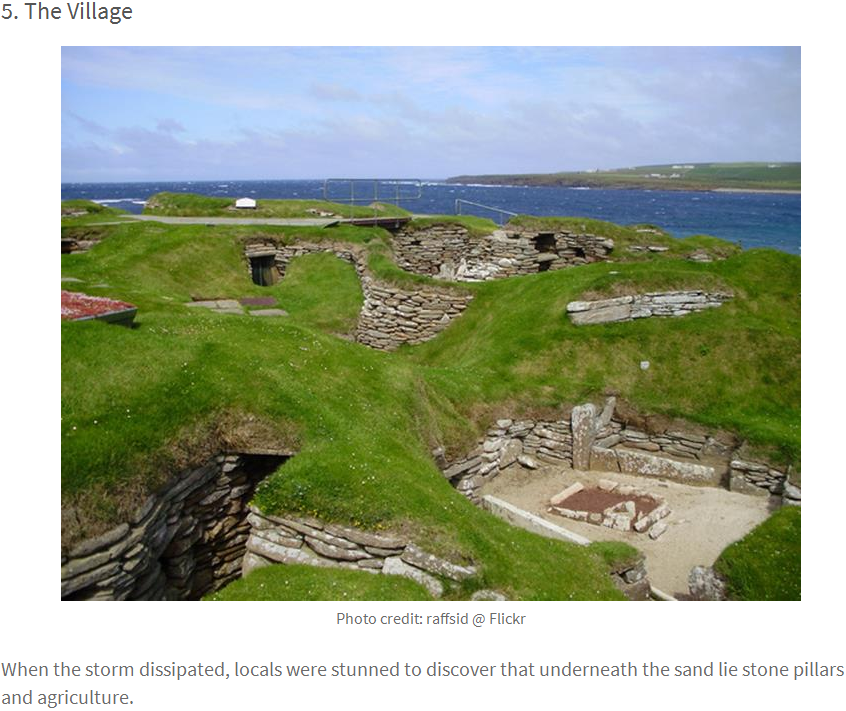 5. The Village
Photo credit: raffsid @ Flickr
When the storm dissipated, locals were stunned to discover that underneath the sand lie stone pillars
and agriculture.